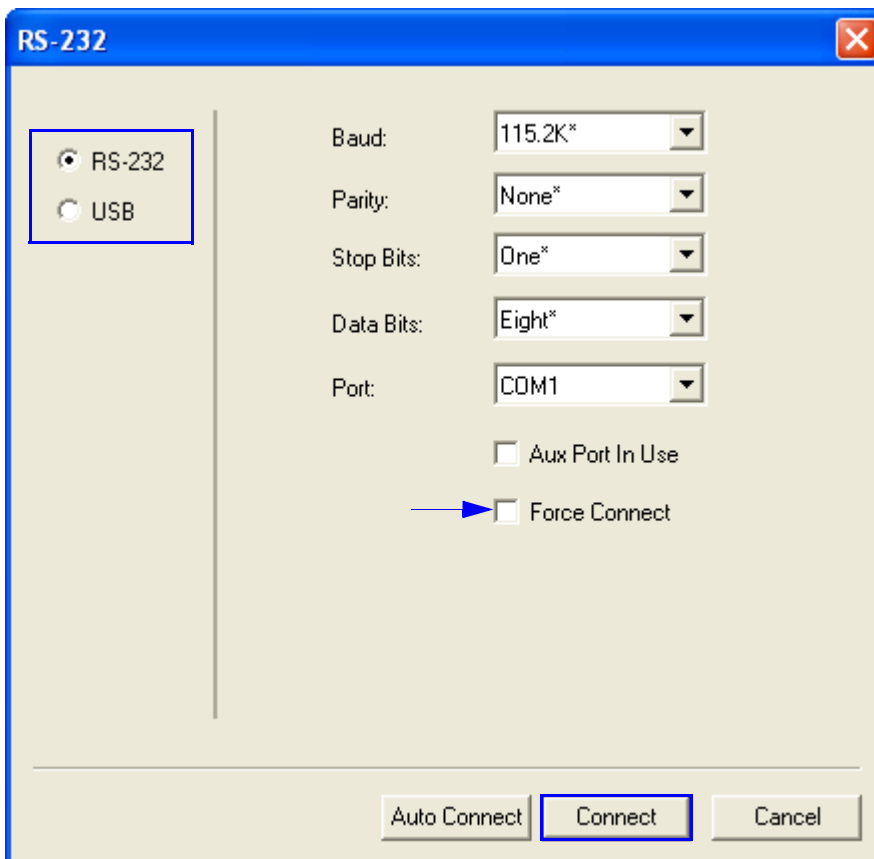 RS-232
RS-232
USB
Baud: 115.2K*
Parity: None*
Stop Bits: One*
Data Bits: Eight*
Port: COM1
Aux Port In Use
Force Connect
Auto Connect Connect Cancel